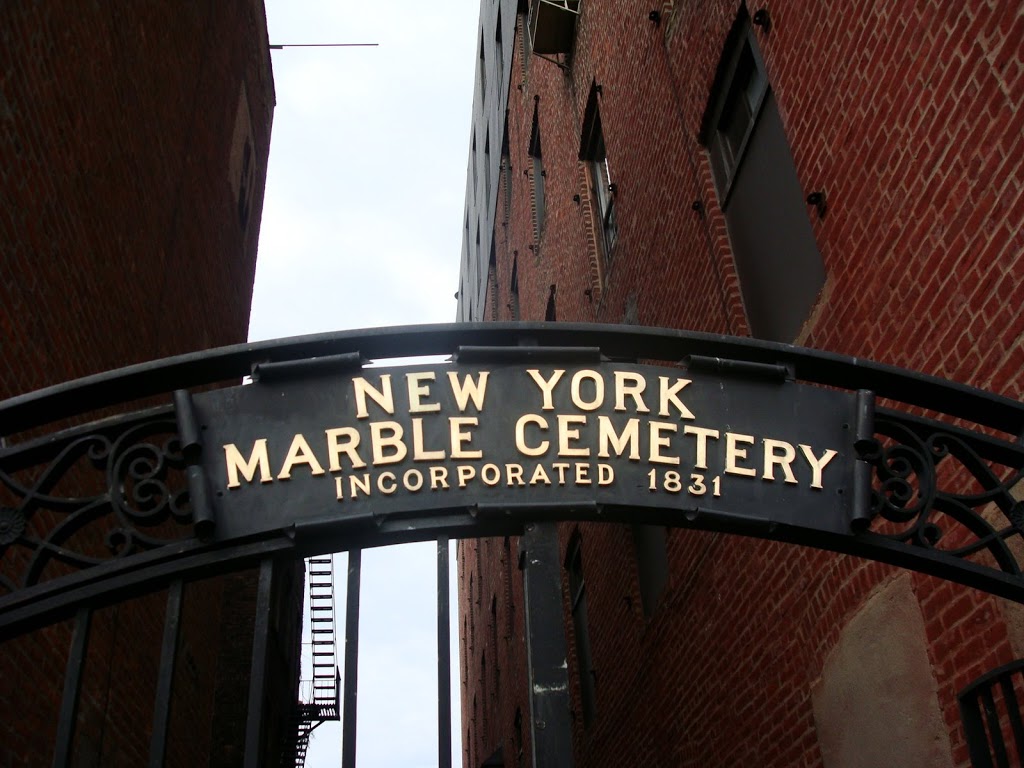 NEW YORK
MARBLE CEMETERY
INCORPORATED 1831